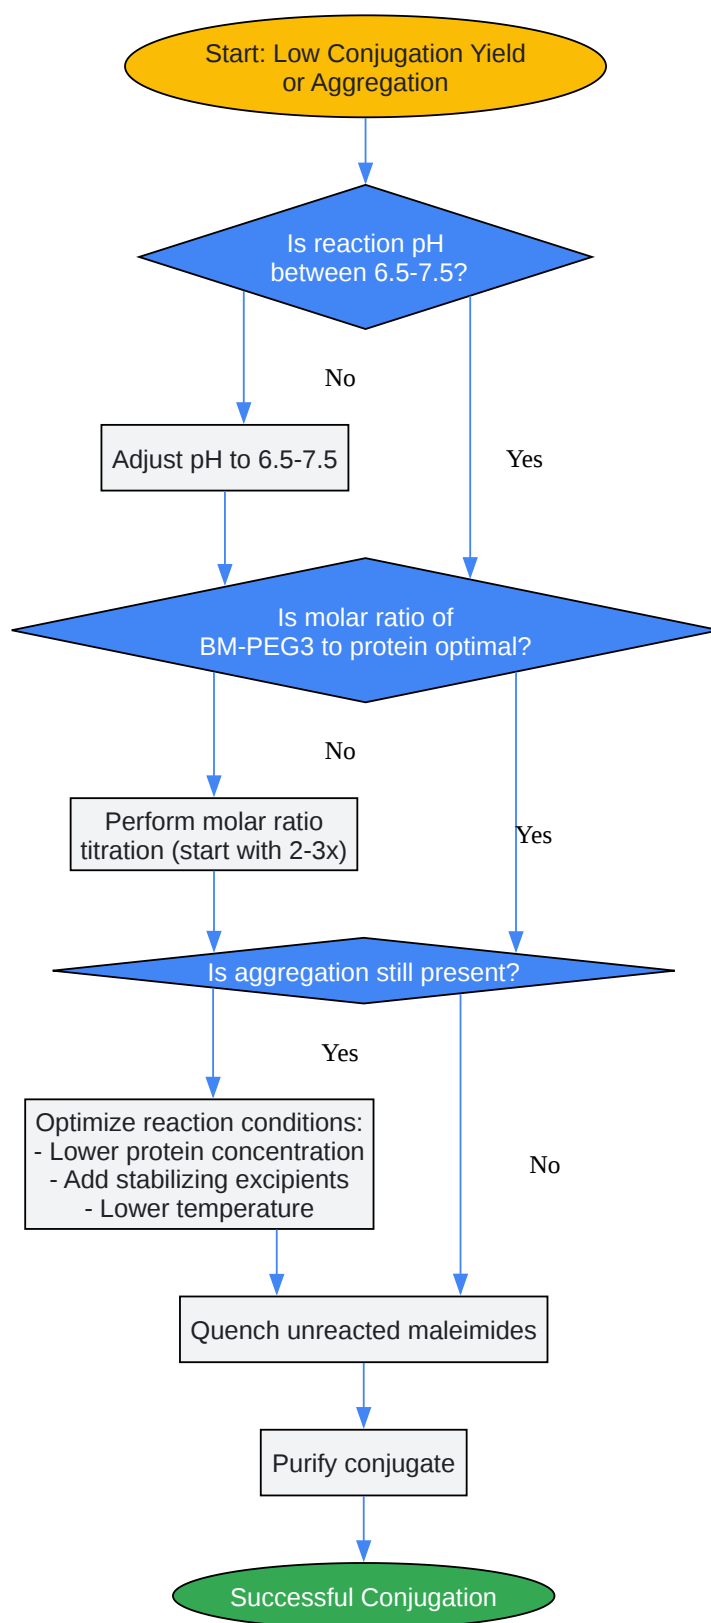 Start: Low Conjugation Yield
or Aggregation
Is reaction pH
between 6.5-7.5?
No
Adjust pH to 6.5-7.5
Yes
Is molar ratio of
BM-PEG3 to protein optimal?
No
Perform molar ratio
titration (start with 2-3x)
Yes
Is aggregation still present?
Yes
Optimize reaction conditions:
- Lower protein concentration
- Add stabilizing excipients
- Lower temperature
No
Quench unreacted maleimides
Purify conjugate
Successful Conjugation